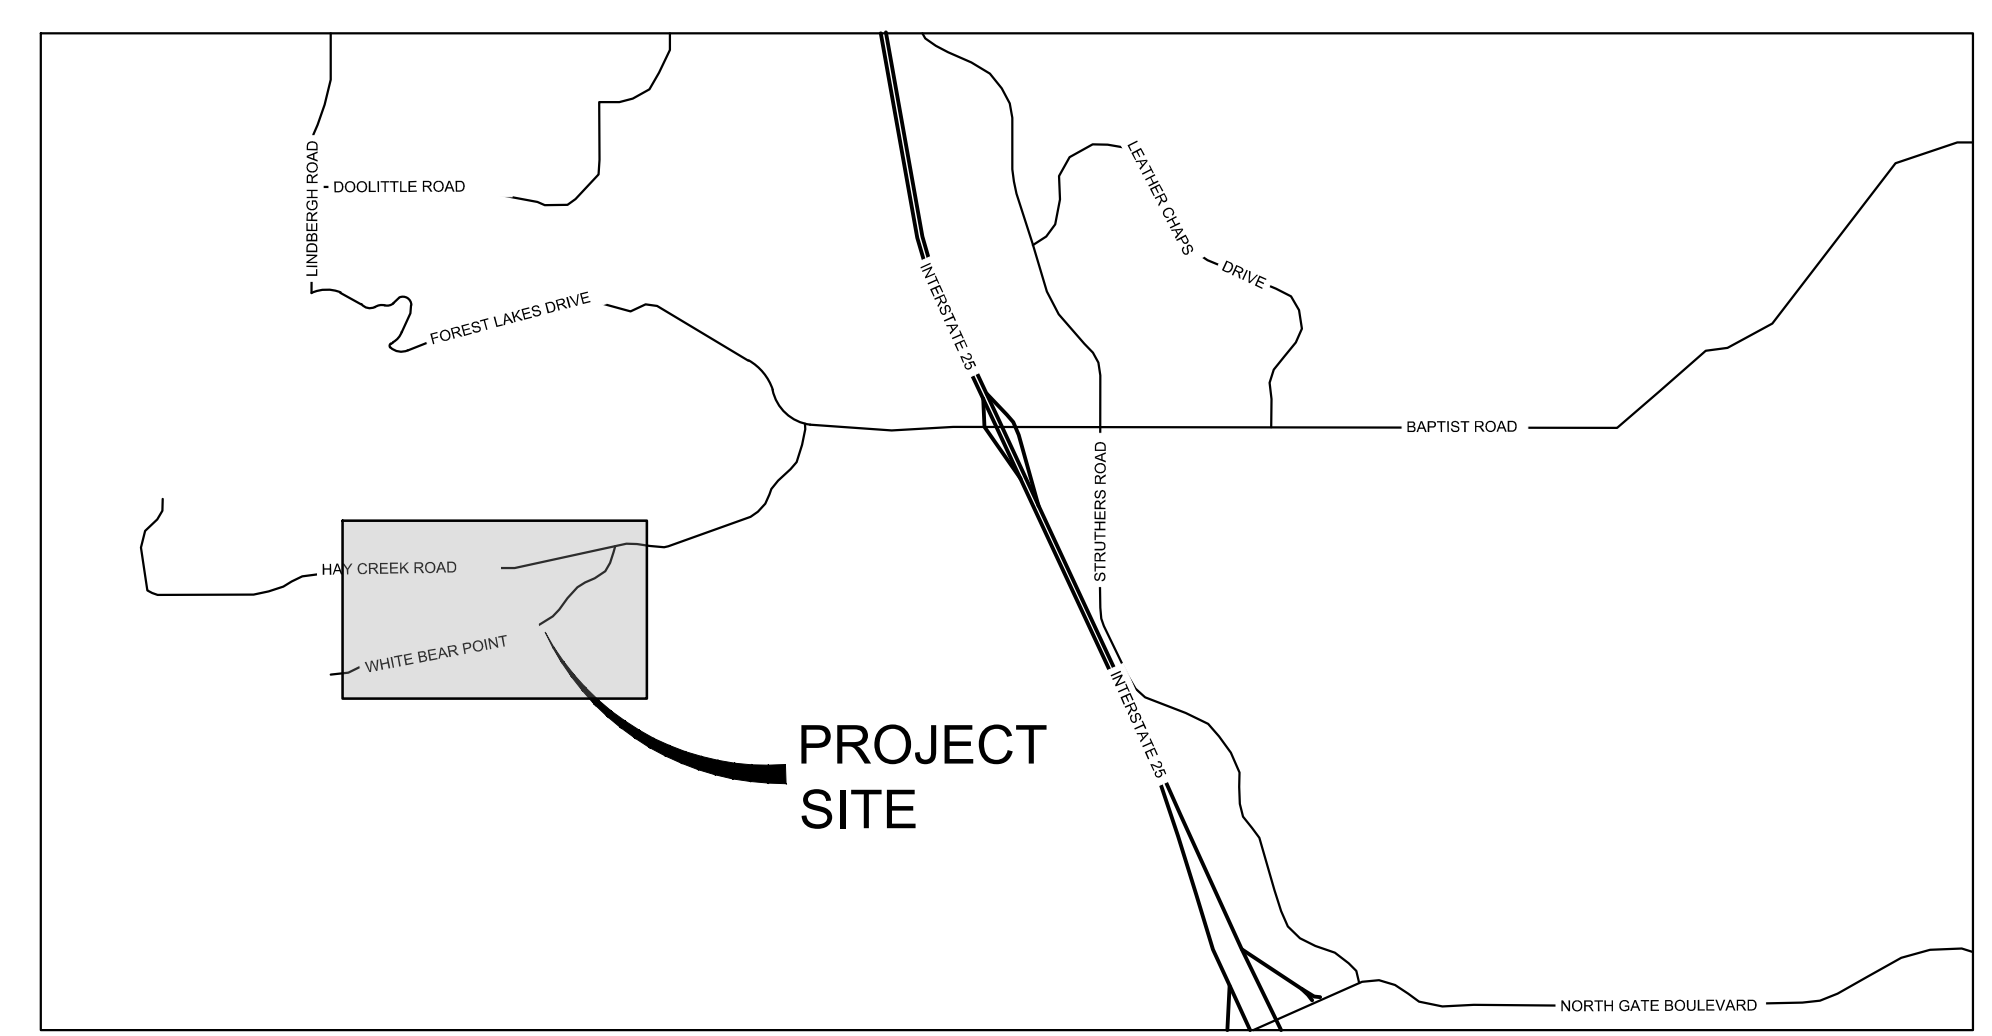 LINDBERGH ROAD
DOOLITTLE ROAD
LEATHER CHAPS
DRIVE
FOREST LAKES DRIVE
INTERSTATE 25
BAPTIST ROAD
STRUTHERS ROAD
HAY CREEK ROAD
WHITE BEAR POINT
INTERSTATE 25
PROJECT
SITE
NORTH GATE BOULEVARD